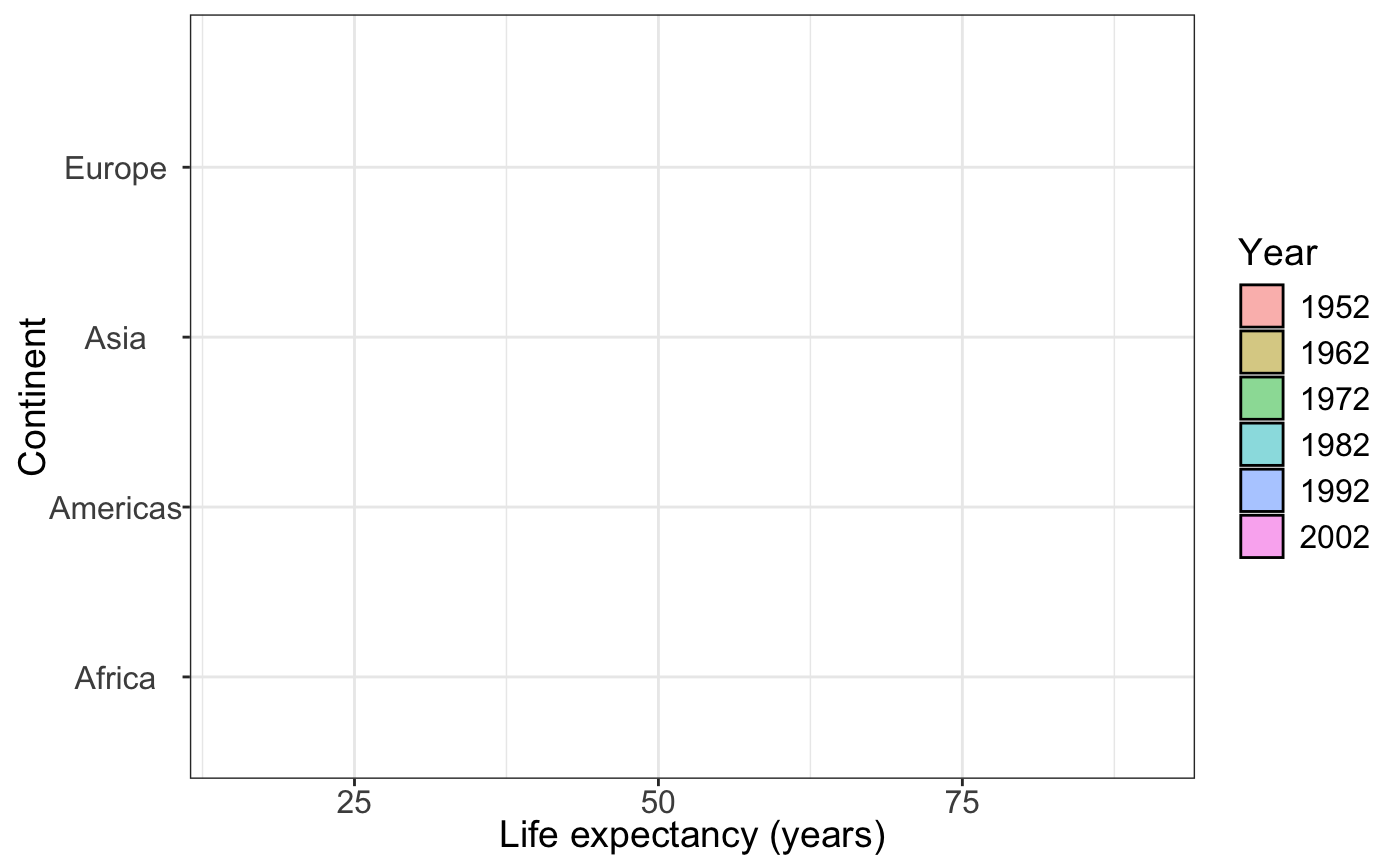 Continent
Europe
Asia
Americas
Africa
25 50 75
Life expectancy (years)
Year
1952
1962
1972
1982
1992
2002